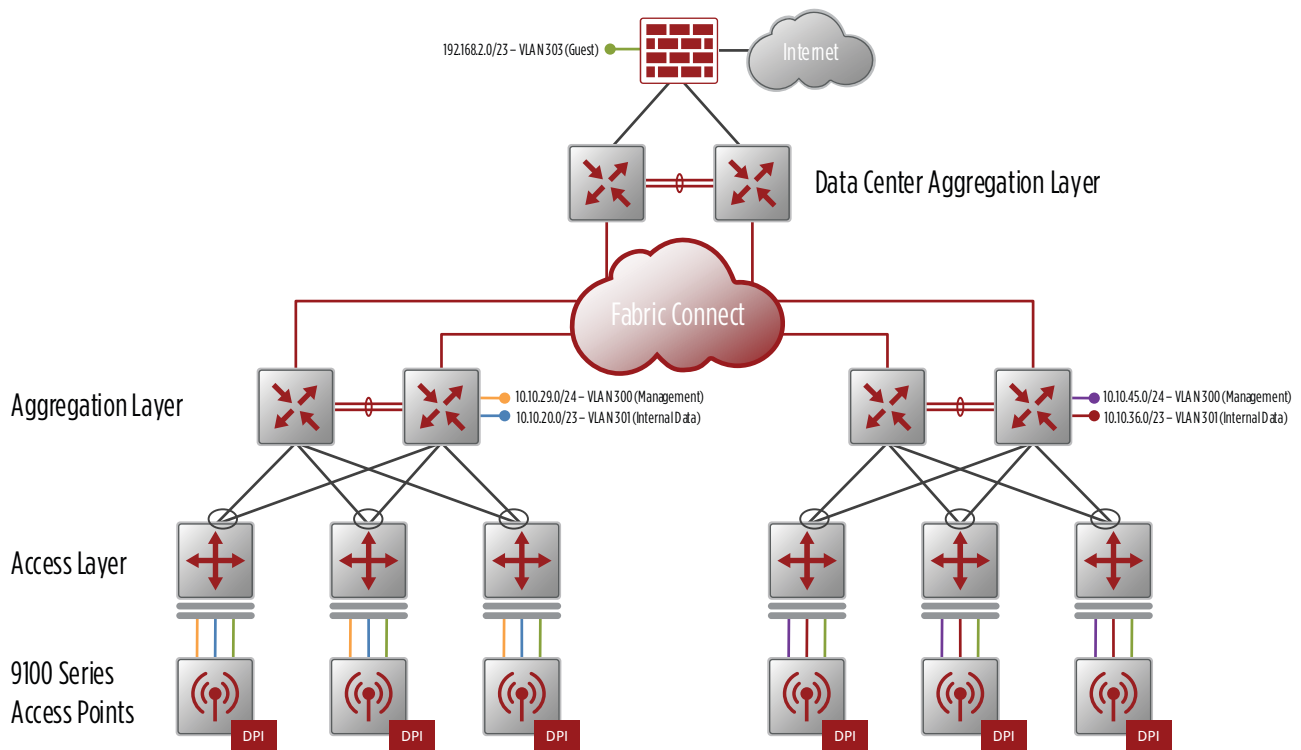 192.168.2.0/23 – VLAN 303 (Guest)
Internet
Data Center Aggregation Layer
Fabric Connect
Aggregation Layer
10.10.29.0/24 – VLAN 300 (Management)
10.10.20.0/23 – VLAN 301 (Internal Data)
10.10.45.0/24 – VLAN 300 (Management)
10.10.36.0/23 – VLAN 301 (Internal Data)
Access Layer
9100 Series
Access Points
DPI
DPI
DPI
DPI
DPI
DPI